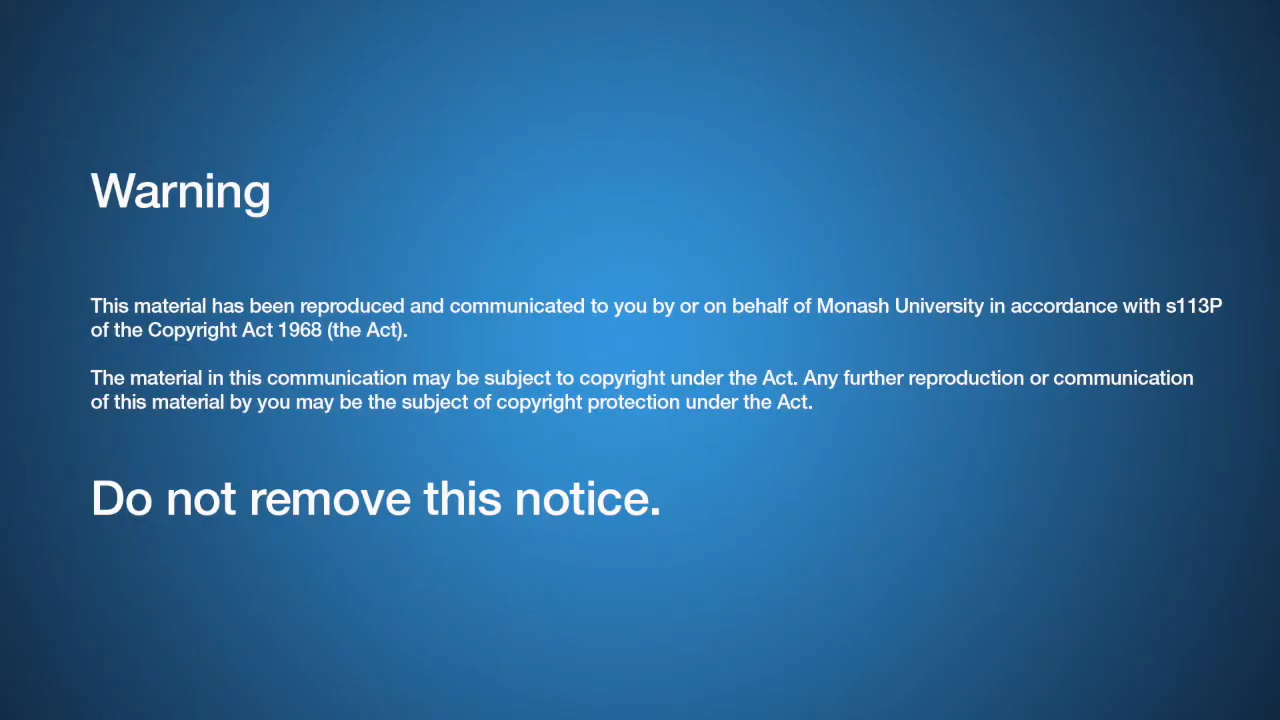 Warning
This material has been reproduced and communicated to you by or on behalf of Monash University in accordance with s113P
of the Copyright Act 1968 (the Act).
The material in this communication may be subject to copyright under the Act. Any further reproduction or communication
of this material by you may be the subject of copyright protection under the Act.
Do not remove this notice.